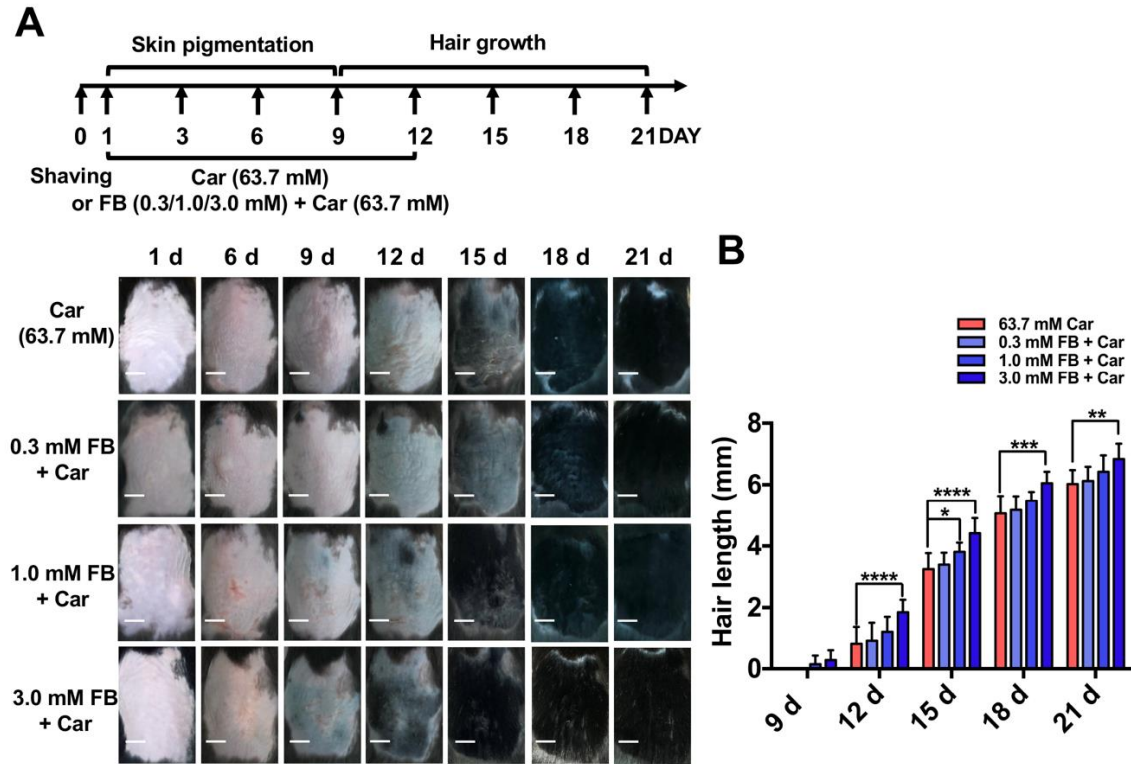 A
Skin pigmentation
Hair growth
0 1 3 6 9 12 15 18 21 DAY
Shaving
Car (63.7 mM)
or FB (0.3/1.0/3.0 mM) + Car (63.7 mM)
1 d 6 d 9 d 12 d 15 d 18 d 21 d
Car
(63.7 mM)
0.3 mM FB
+ Car
1.0 mM FB
+ Car
3.0 mM FB
+ Car
B
63.7 mM Car
0.3 mM FB + Car
1.0 mM FB + Car
3.0 mM FB + Car
Hair length (mm)
8
6
4
2
0
****
****
*
***
**
9 d 12 d 15 d 18 d 21 d